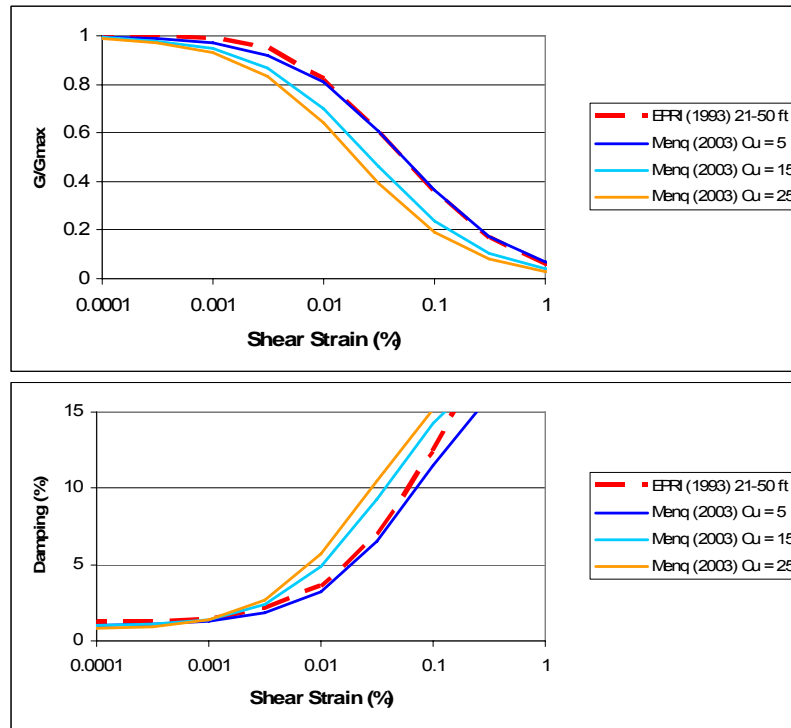 1
0.8
0.6
0.4
0.2
0
G/Gmax
0.0001 0.001 0.01 0.1 1
Shear Strain (%)
EPRI (1993) 21-50 ft
Menq (2003) Cu = 5
Menq (2003) Cu = 15
Menq (2003) Cu = 25
15
10
5
0
Damping (%)
0.0001 0.001 0.01 0.1 1
Shear Strain (%)
EPRI (1993) 21-50 ft
Menq (2003) Cu = 5
Menq (2003) Cu = 15
Menq (2003) Cu = 25